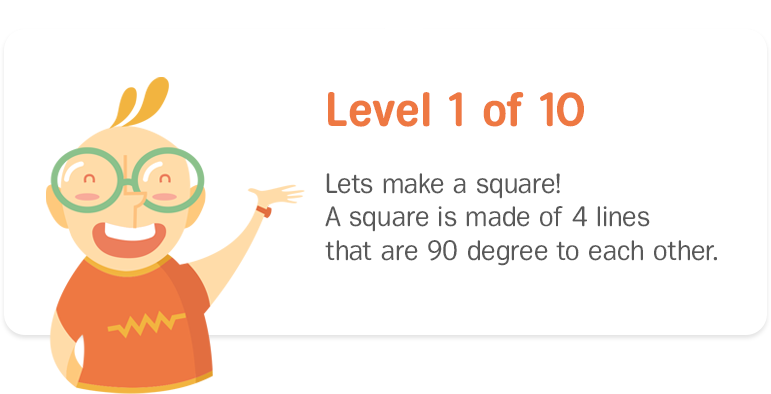 Level 1 of 10
Lets make a square!
A square is made of 4 lines
that are 90 degree to each other.